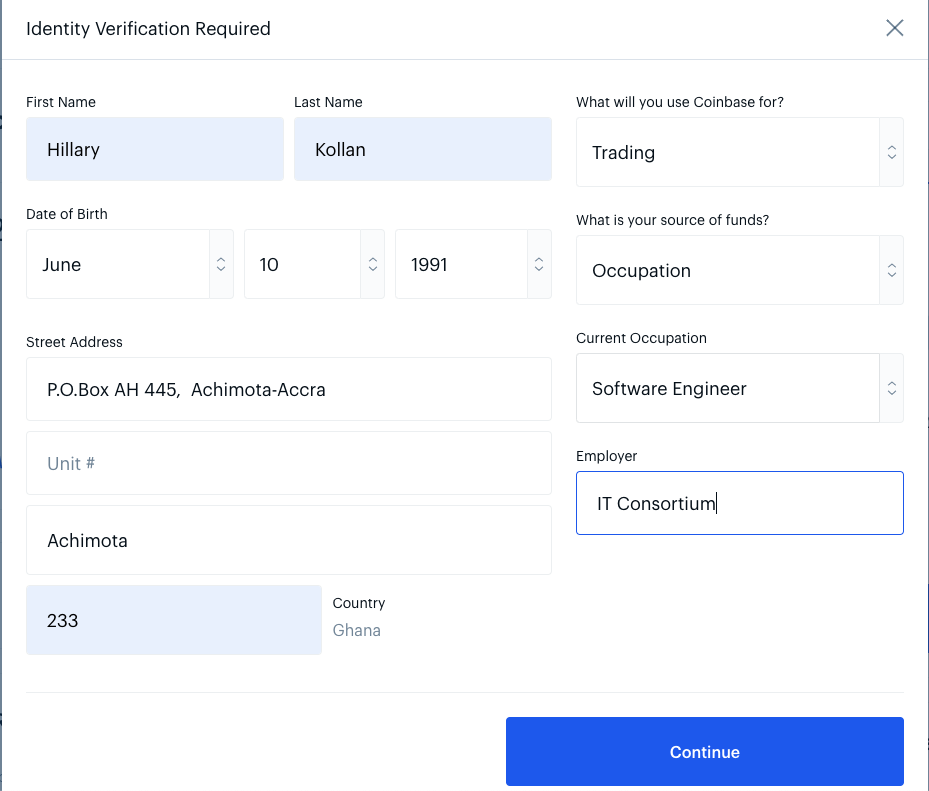 Identity Verification Required
First Name
Last Name
Hillary
Kollan
Date of Birth
June
10
1991
Street Address
P.O.Box AH 445,  Achimota-Accra
Unit #
Achimota
233
Country
Ghana
What will you use Coinbase for?
Trading
What is your source of funds?
Occupation
Current Occupation
Software Engineer
Employer
IT Consortium
Continue